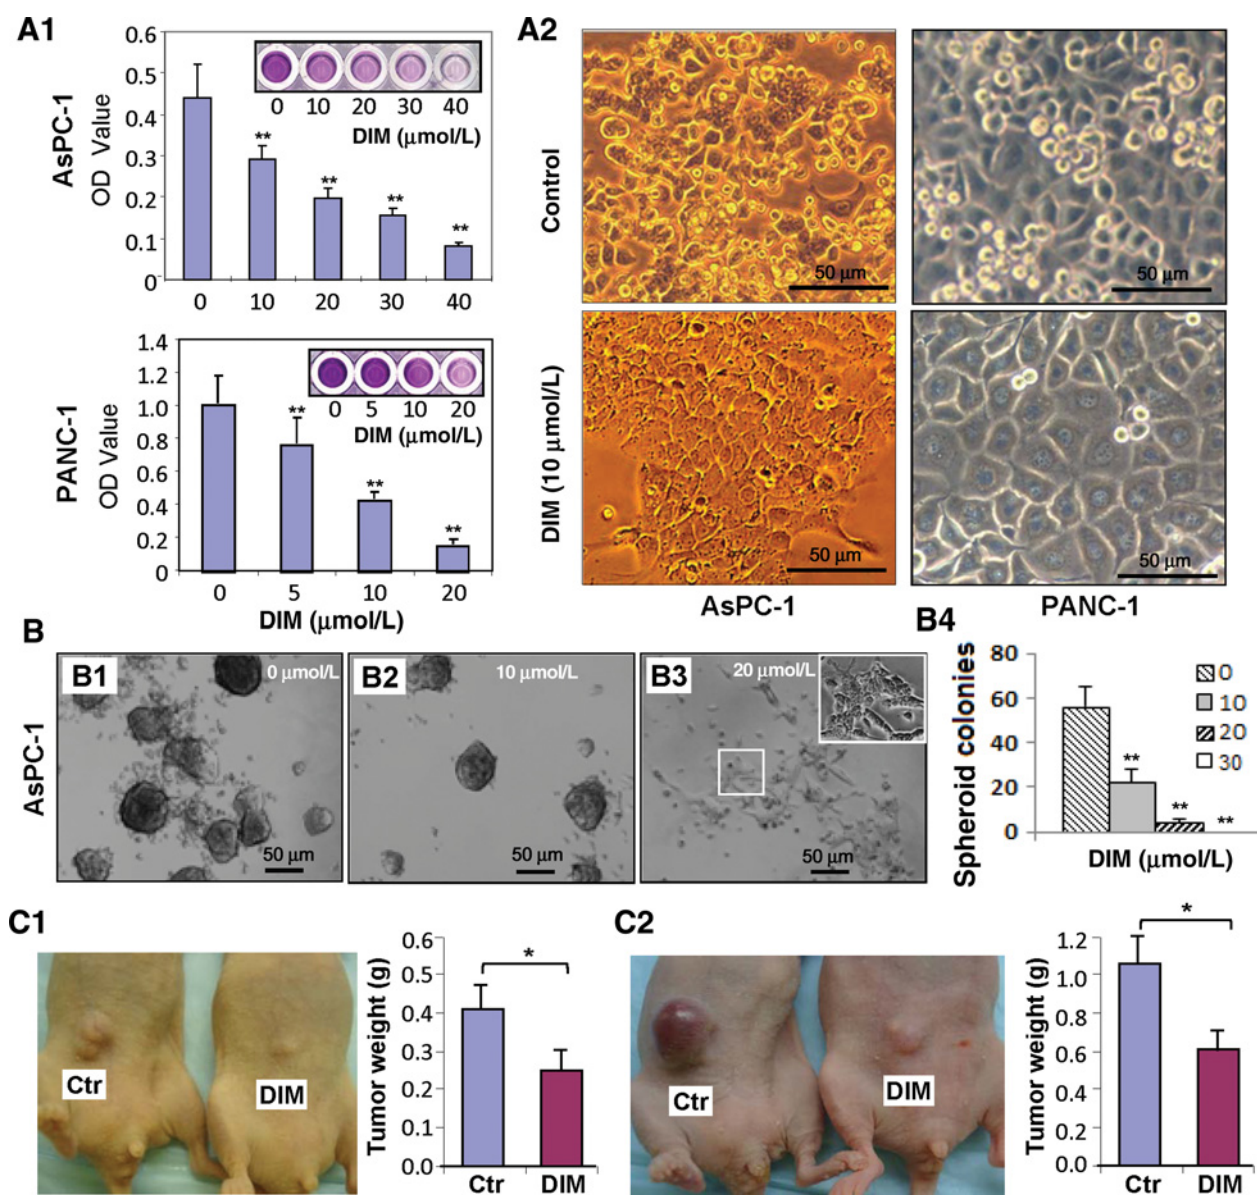 A1
AsPC-1
OD Value
0.6
0.5
0.4
0.3
0.2
0.1
0
** ** ** **
0 10 20 30 40
DIM (μmol/L)
0 10 20 30 40
PANC-1
OD Value
1.4
1.2
1.0
0.8
0.6
0.4
0.2
0
** ** **
0 5 10 20
DIM (μmol/L)
0 5 10 20
DIM (μmol/L)
A2
Control
50 μm
50 μm
DIM (10 μmol/L)
50 μm
50 μm
AsPC-1 PANC-1
B
AsPC-1
B1
0 μmol/L
50 μm
B2
10 μmol/L
50 μm
B3
20 μmol/L
50 μm
B4
Spheroid colonies
80
60
40
20
0
** ** **
0
10
20
30
DIM (μmol/L)
C1
Ctr
DIM
Tumor weight (g)
0.6
0.5
0.4
0.3
0.2
0.1
0.0
*
Ctr DIM
C2
Ctr
DIM
Tumor weight (g)
1.2
1.0
0.8
0.6
0.4
1.2
0.0
*
Ctr DIM